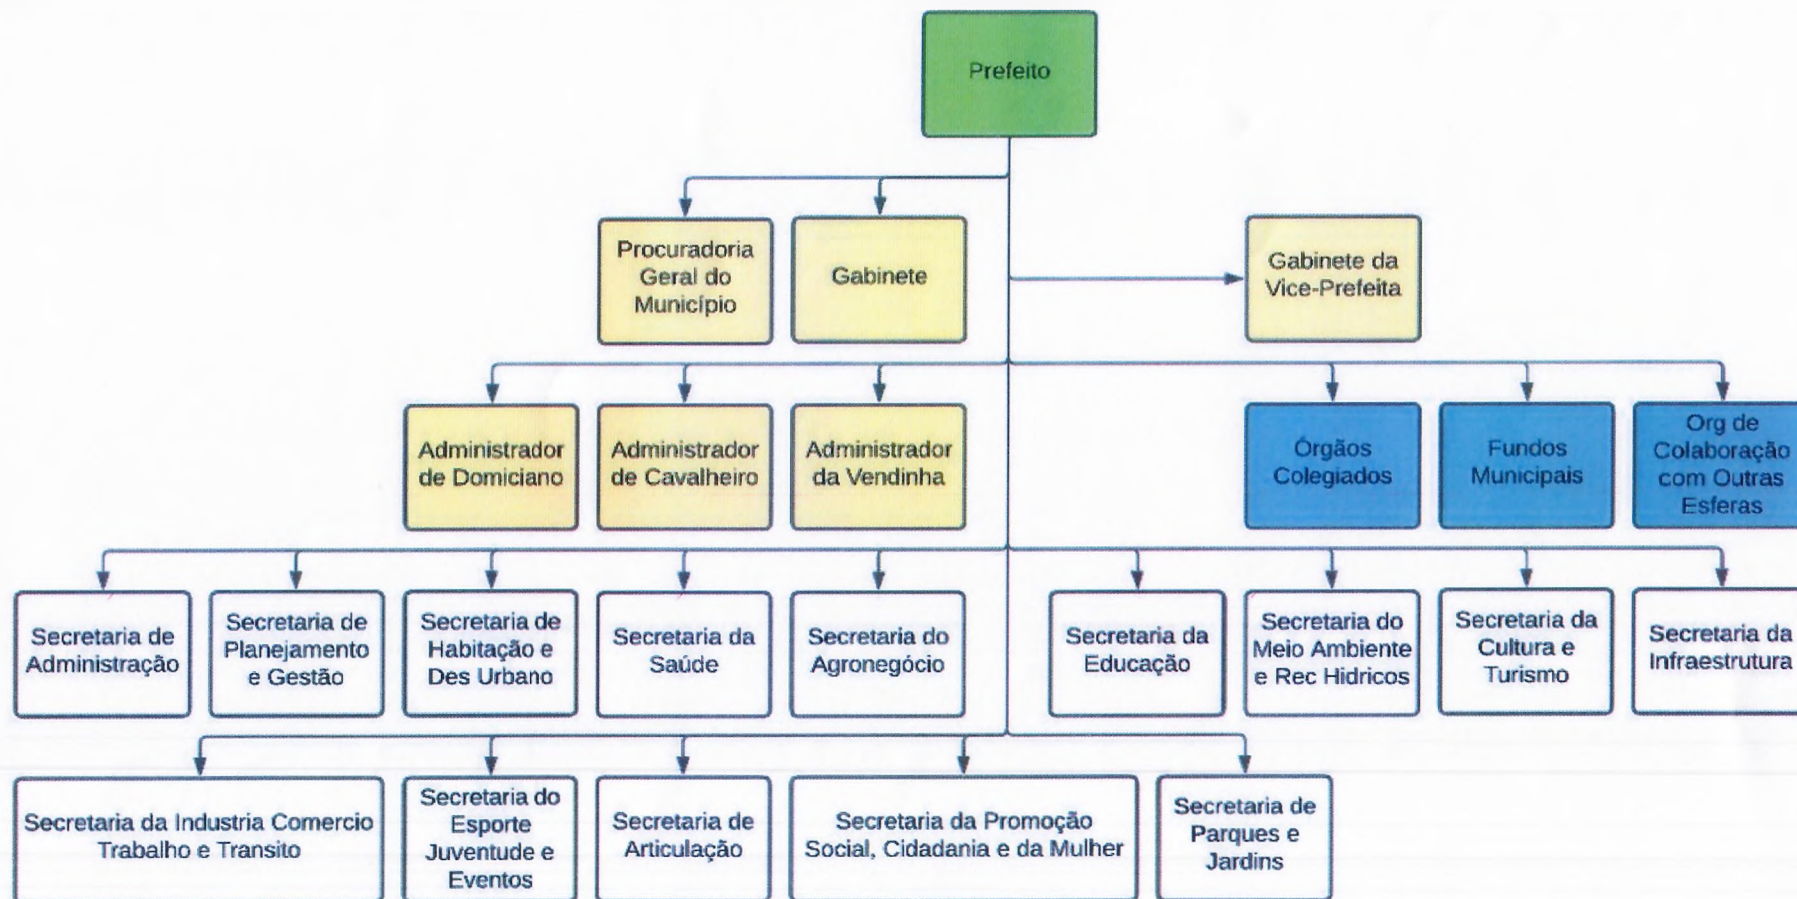 Prefeito
Procuradoria
Geral do
Município
Gabinete
Gabinete da
Vice-Prefeita
Administrador
de Domiciano
Administrador
de Cavalheiro
Administrador
da Vendinha
Órgãos
Colegiados
Fundos
Municipais
Org de
Colaboração
com Outras
Esferas
Secretaria de
Administração
Secretaria de
Planejamento
e Gestão
Secretaria de
Habitação e
Des Urbano
Secretaria da
Saúde
Secretaria do
Agronegócio
Secretaria da
Educação
Secretaria do
Meio Ambiente
e Rec Hidricos
Secretaria da
Cultura e
Turismo
Secretaria da
Infraestrutura
Secretaria da Industria Comercio
Trabalho e Transito
Secretaria do
Esporte
Juventude e
Eventos
Secretaria de
Articulação
Secretaria da Promoção
Social, Cidadania e da Mulher
Secretaria de
Parques e
Jardins